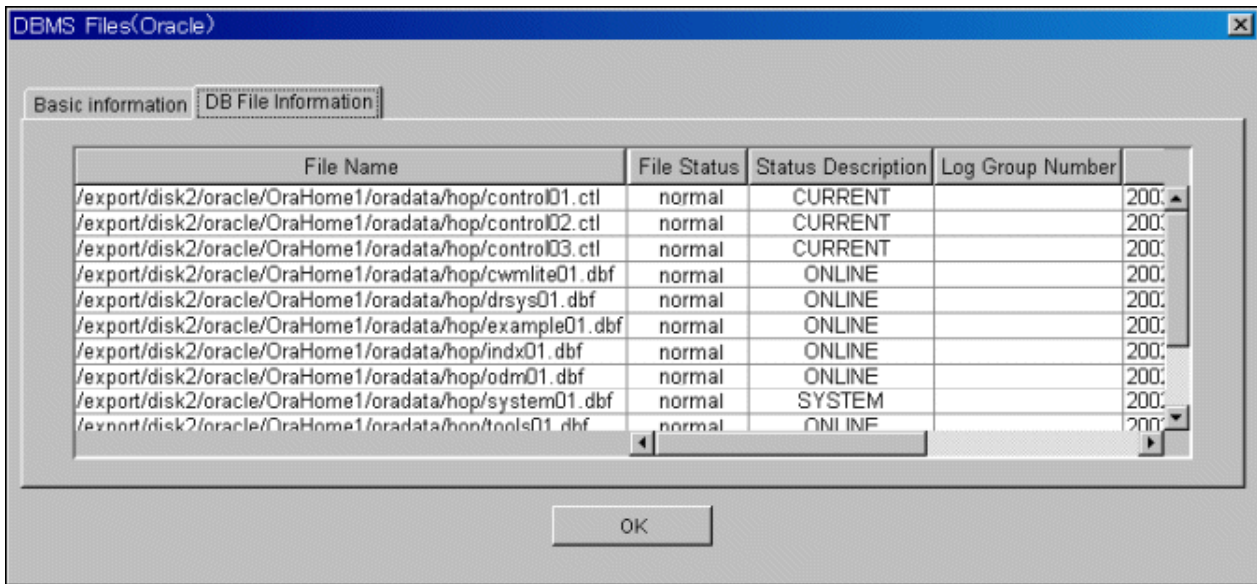 DBMS Files(Oracle)
Basic information DB File Information
File Name File Status Status Description Log Group Number
/export/disk2/oracle/OraHome1/oradata/hop/control01.ctl normal CURRENT
/export/disk2/oracle/OraHome1/oradata/hop/control02.ctl normal CURRENT
/export/disk2/oracle/OraHome1/oradata/hop/control03.ctl normal CURRENT
/export/disk2/oracle/OraHome1/oradata/hop/cwmlite01.dbf normal ONLINE
/export/disk2/oracle/OraHome1/oradata/hop/drsys01.dbf normal ONLINE
/export/disk2/oracle/OraHome1/oradata/hop/example01.dbf normal ONLINE
/export/disk2/oracle/OraHome1/oradata/hop/indx01.dbf normal ONLINE
/export/disk2/oracle/OraHome1/oradata/hop/odm01.dbf normal ONLINE
/export/disk2/oracle/OraHome1/oradata/hop/system01.dbf normal SYSTEM
/export/disk2/oracle/OraHome1/oradata/hop/tools01.dbf normal ONLINE
OK